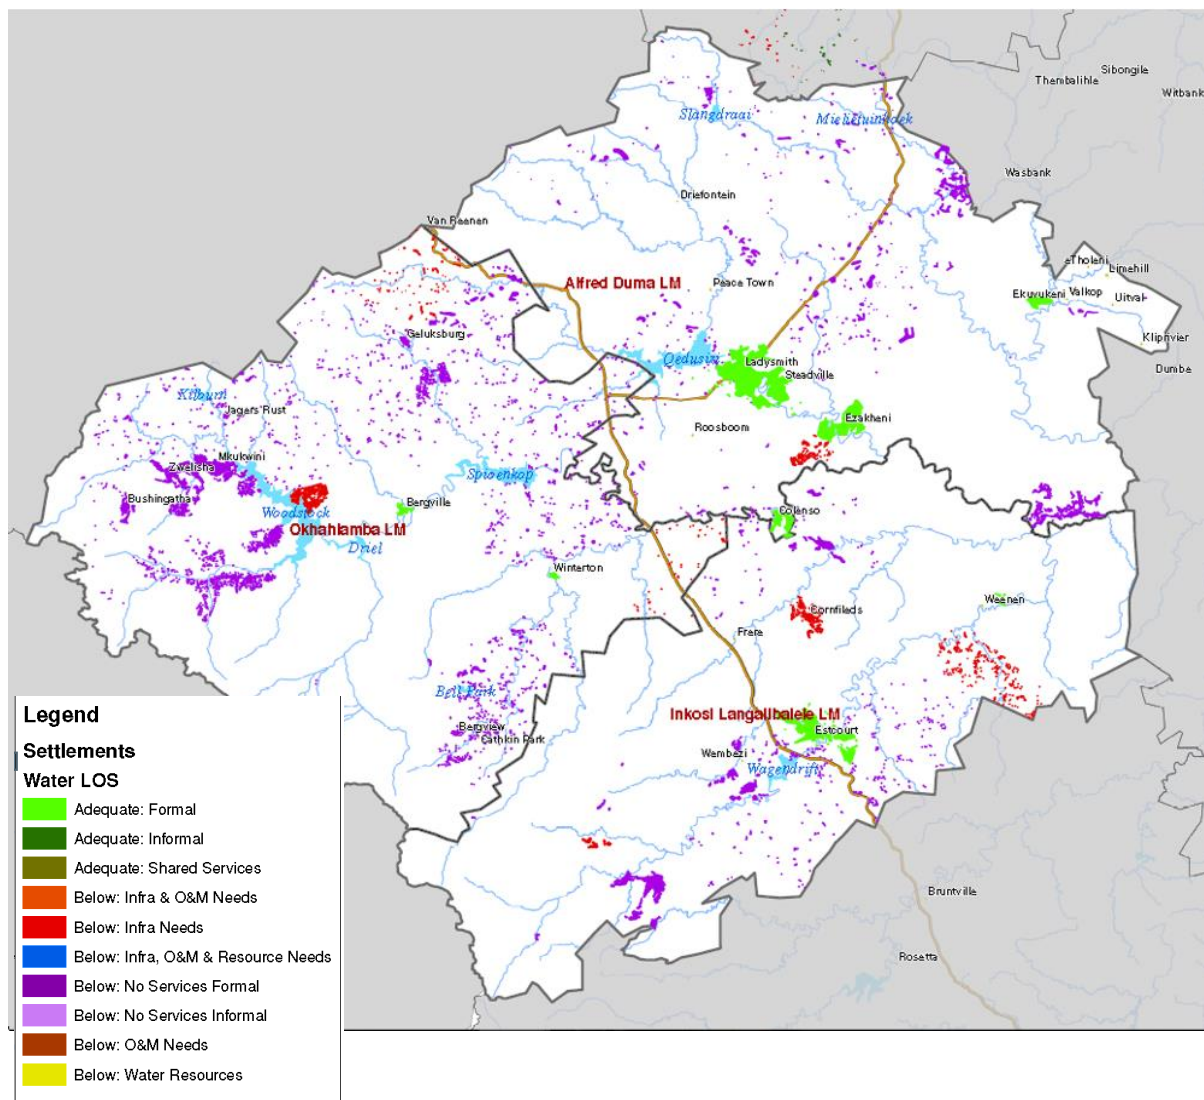 Sibongile
Thembalihle
Witbank
Slangdraai
Wasbank
Driefontein
Van Reenen
eTholeni
Limehill
Alfred Duma LM
Peace Town
Ekuvukeni
Valkop
Uitval
Geluksburg
Kliprivier
Qedusizi
Ladysmith
Steadville
Dumbe
Kilburn
Jagers Rust
Ezakheni
Roosboom
Mkukwini
Zwelisha
Spioenkop
Bushingatha
Woodstock
Bergville
Colenso
Okhahlamba LM
Driel
Winterton
Weenen
Cornfileds
Frere
Bell Park
Inkosi Langalibalele LM
Bergview
Estcourt
Cathkin Park
Wembezi
Wagendrift
Bruntville
Rosetta
Legend
Settlements
Water LOS
Adequate: Formal
Adequate: Informal
Adequate: Shared Services
Below: Infra & O&M Needs
Below: Infra Needs
Below: Infra, O&M & Resource Needs
Below: No Services Formal
Below: No Services Informal
Below: O&M Needs
Below: Water Resources